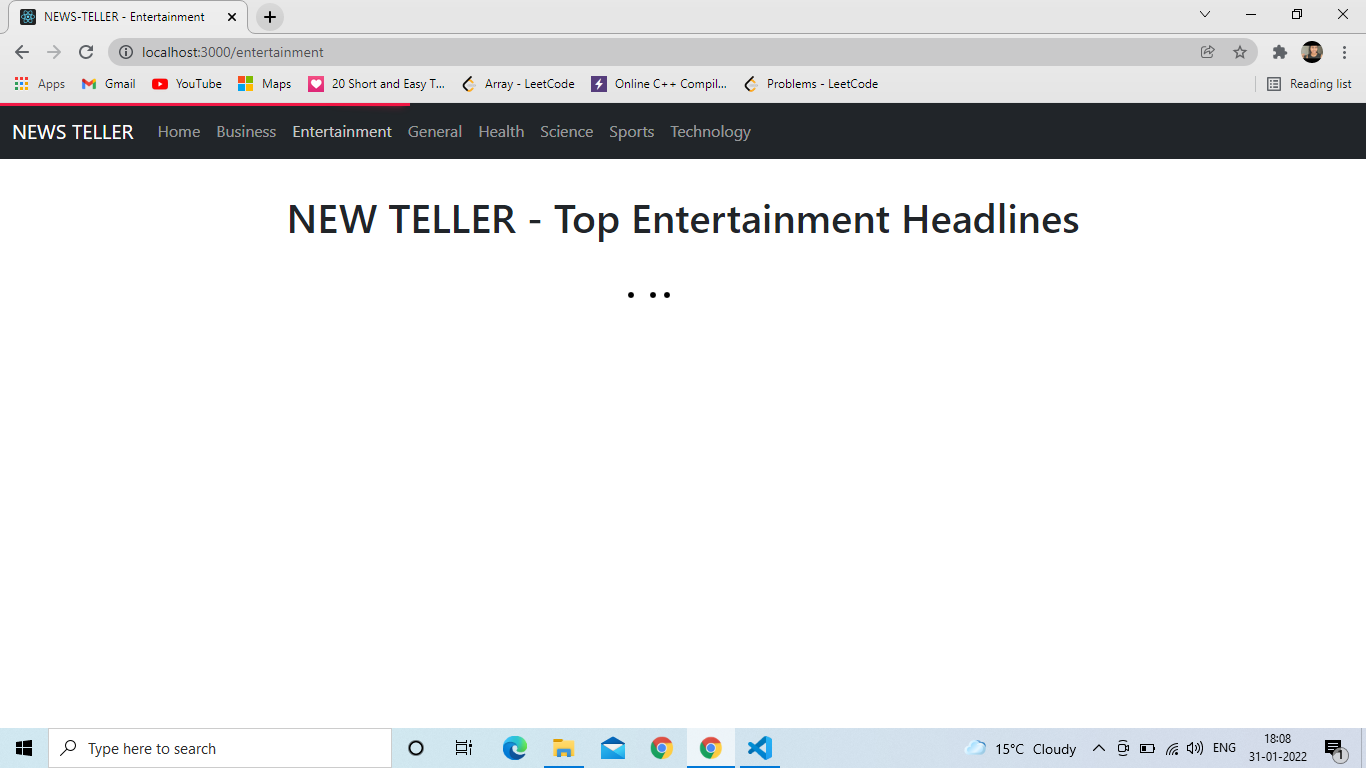 NEWS-TELLER - Entertainment
localhost:3000/entertainment
Apps Gmail YouTube Maps 20 Short and Easy T... Array - LeetCode Online C++ Compil... Problems - LeetCode Reading list
NEWS TELLER Home Business Entertainment General Health Science Sports Technology
NEW TELLER - Top Entertainment Headlines
Type here to search
15°C Cloudy
ENG
18:08
31-01-2022
1